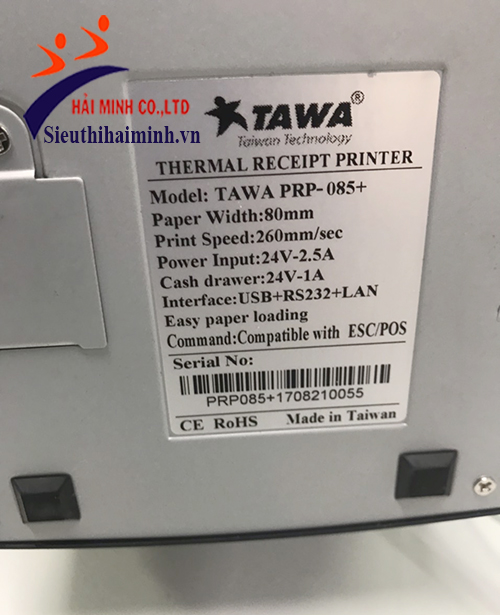 HẢI MINH CO.,LTD
Sieuthihaiminh.vn
TAWA®
Taiwan Technology
THERMAL RECEIPT PRINTER
Model: TAWA PRP-085+
Paper Width:80mm
Print Speed:260mm/sec
Power Input:24V-2.5A
Cash drawer:24V-1A
Interface:USB+RS232+LAN
Easy paper loading
Command:Compatible with ESC/POS
Serial No:
PRP085+1708210055
CE RoHS Made in Taiwan